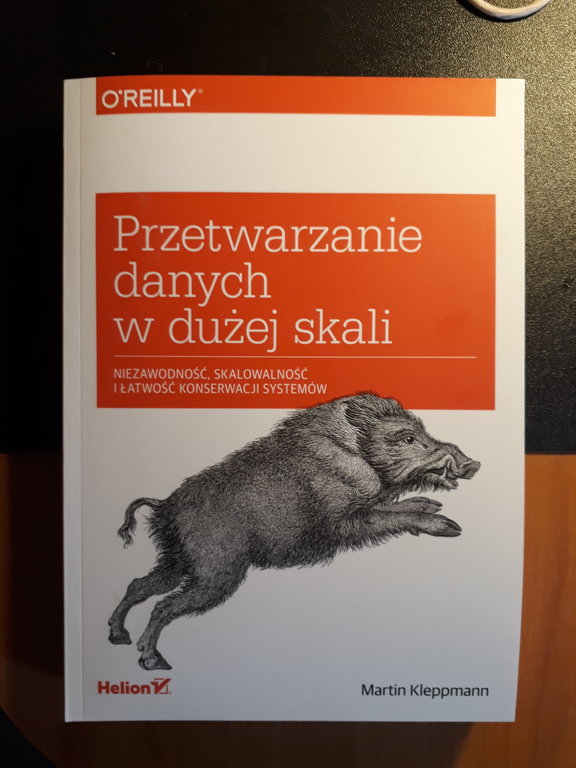 O'REILLY®
Przetwarzanie
danych
w dużej skali
NIEZAWODNOŚĆ, SKALOWALNOŚĆ
I ŁATWOŚĆ KONSERWACJI SYSTEMÓW
Helion
Martin Kleppmann